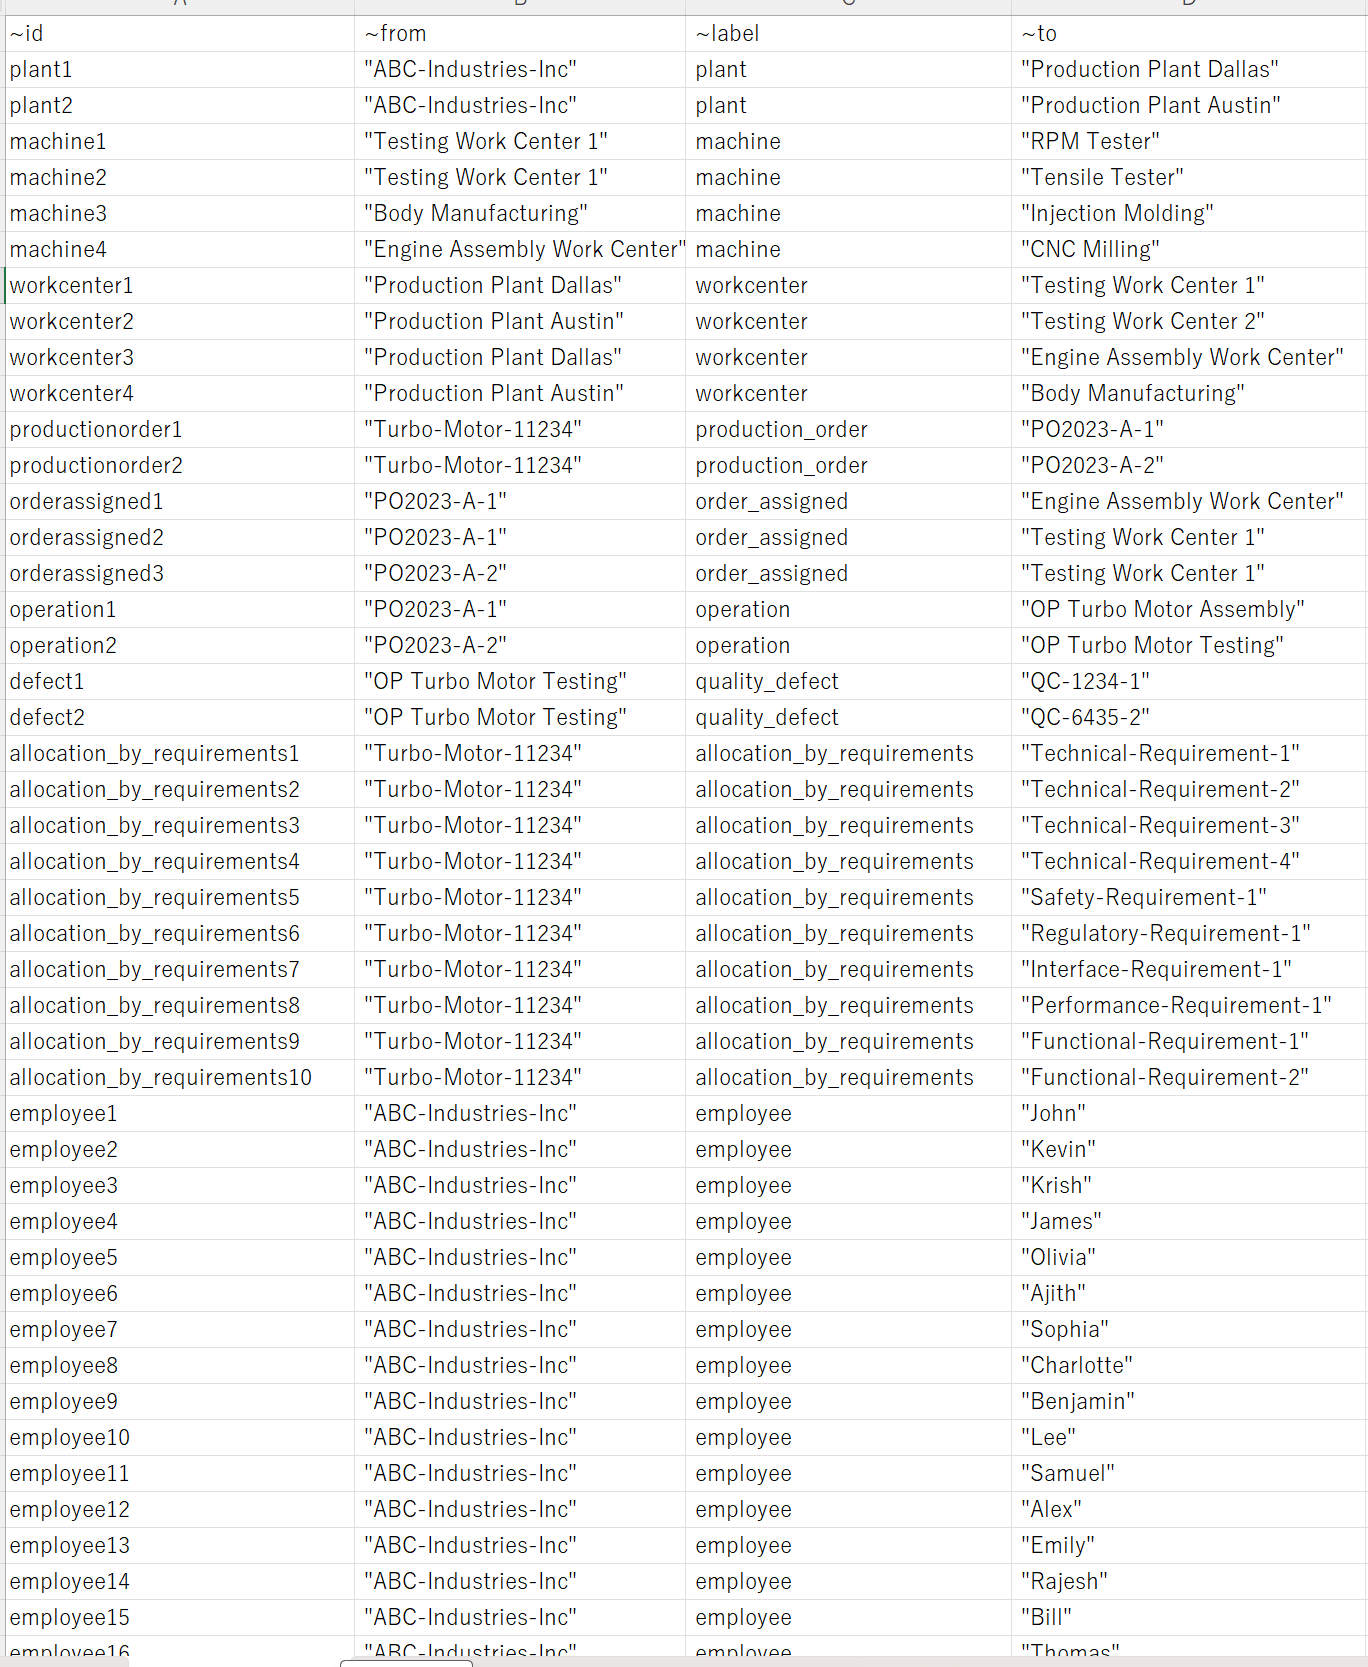 ~id ~from ~label ~to
plant1 "ABC-Industries-Inc" plant "Production Plant Dallas"
plant2 "ABC-Industries-Inc" plant "Production Plant Austin"
machine1 "Testing Work Center 1" machine "RPM Tester"
machine2 "Testing Work Center 1" machine "Tensile Tester"
machine3 "Body Manufacturing" machine "Injection Molding"
machine4 "Engine Assembly Work Center" machine "CNC Milling"
workcenter1 "Production Plant Dallas" workcenter "Testing Work Center 1"
workcenter2 "Production Plant Austin" workcenter "Testing Work Center 2"
workcenter3 "Production Plant Dallas" workcenter "Engine Assembly Work Center"
workcenter4 "Production Plant Austin" workcenter "Body Manufacturing"
productionorder1 "Turbo-Motor-11234" production_order "PO2023-A-1"
productionorder2 "Turbo-Motor-11234" production_order "PO2023-A-2"
orderassigned1 "PO2023-A-1" order_assigned "Engine Assembly Work Center"
orderassigned2 "PO2023-A-1" order_assigned "Testing Work Center 1"
orderassigned3 "PO2023-A-2" order_assigned "Testing Work Center 1"
operation1 "PO2023-A-1" operation "OP Turbo Motor Assembly"
operation2 "PO2023-A-2" operation "OP Turbo Motor Testing"
defect1 "OP Turbo Motor Testing" quality_defect "QC-1234-1"
defect2 "OP Turbo Motor Testing" quality_defect "QC-6435-2"
allocation_by_requirements1 "Turbo-Motor-11234" allocation_by_requirements "Technical-Requirement-1"
allocation_by_requirements2 "Turbo-Motor-11234" allocation_by_requirements "Technical-Requirement-2"
allocation_by_requirements3 "Turbo-Motor-11234" allocation_by_requirements "Technical-Requirement-3"
allocation_by_requirements4 "Turbo-Motor-11234" allocation_by_requirements "Technical-Requirement-4"
allocation_by_requirements5 "Turbo-Motor-11234" allocation_by_requirements "Safety-Requirement-1"
allocation_by_requirements6 "Turbo-Motor-11234" allocation_by_requirements "Regulatory-Requirement-1"
allocation_by_requirements7 "Turbo-Motor-11234" allocation_by_requirements "Interface-Requirement-1"
allocation_by_requirements8 "Turbo-Motor-11234" allocation_by_requirements "Performance-Requirement-1"
allocation_by_requirements9 "Turbo-Motor-11234" allocation_by_requirements "Functional-Requirement-1"
allocation_by_requirements10 "Turbo-Motor-11234" allocation_by_requirements "Functional-Requirement-2"
employee1 "ABC-Industries-Inc" employee "John"
employee2 "ABC-Industries-Inc" employee "Kevin"
employee3 "ABC-Industries-Inc" employee "Krish"
employee4 "ABC-Industries-Inc" employee "James"
employee5 "ABC-Industries-Inc" employee "Olivia"
employee6 "ABC-Industries-Inc" employee "Ajith"
employee7 "ABC-Industries-Inc" employee "Sophia"
employee8 "ABC-Industries-Inc" employee "Charlotte"
employee9 "ABC-Industries-Inc" employee "Benjamin"
employee10 "ABC-Industries-Inc" employee "Lee"
employee11 "ABC-Industries-Inc" employee "Samuel"
employee12 "ABC-Industries-Inc" employee "Alex"
employee13 "ABC-Industries-Inc" employee "Emily"
employee14 "ABC-Industries-Inc" employee "Rajesh"
employee15 "ABC-Industries-Inc" employee "Bill"
employee16 "ABC-Industries-Inc" employee "Thomas"